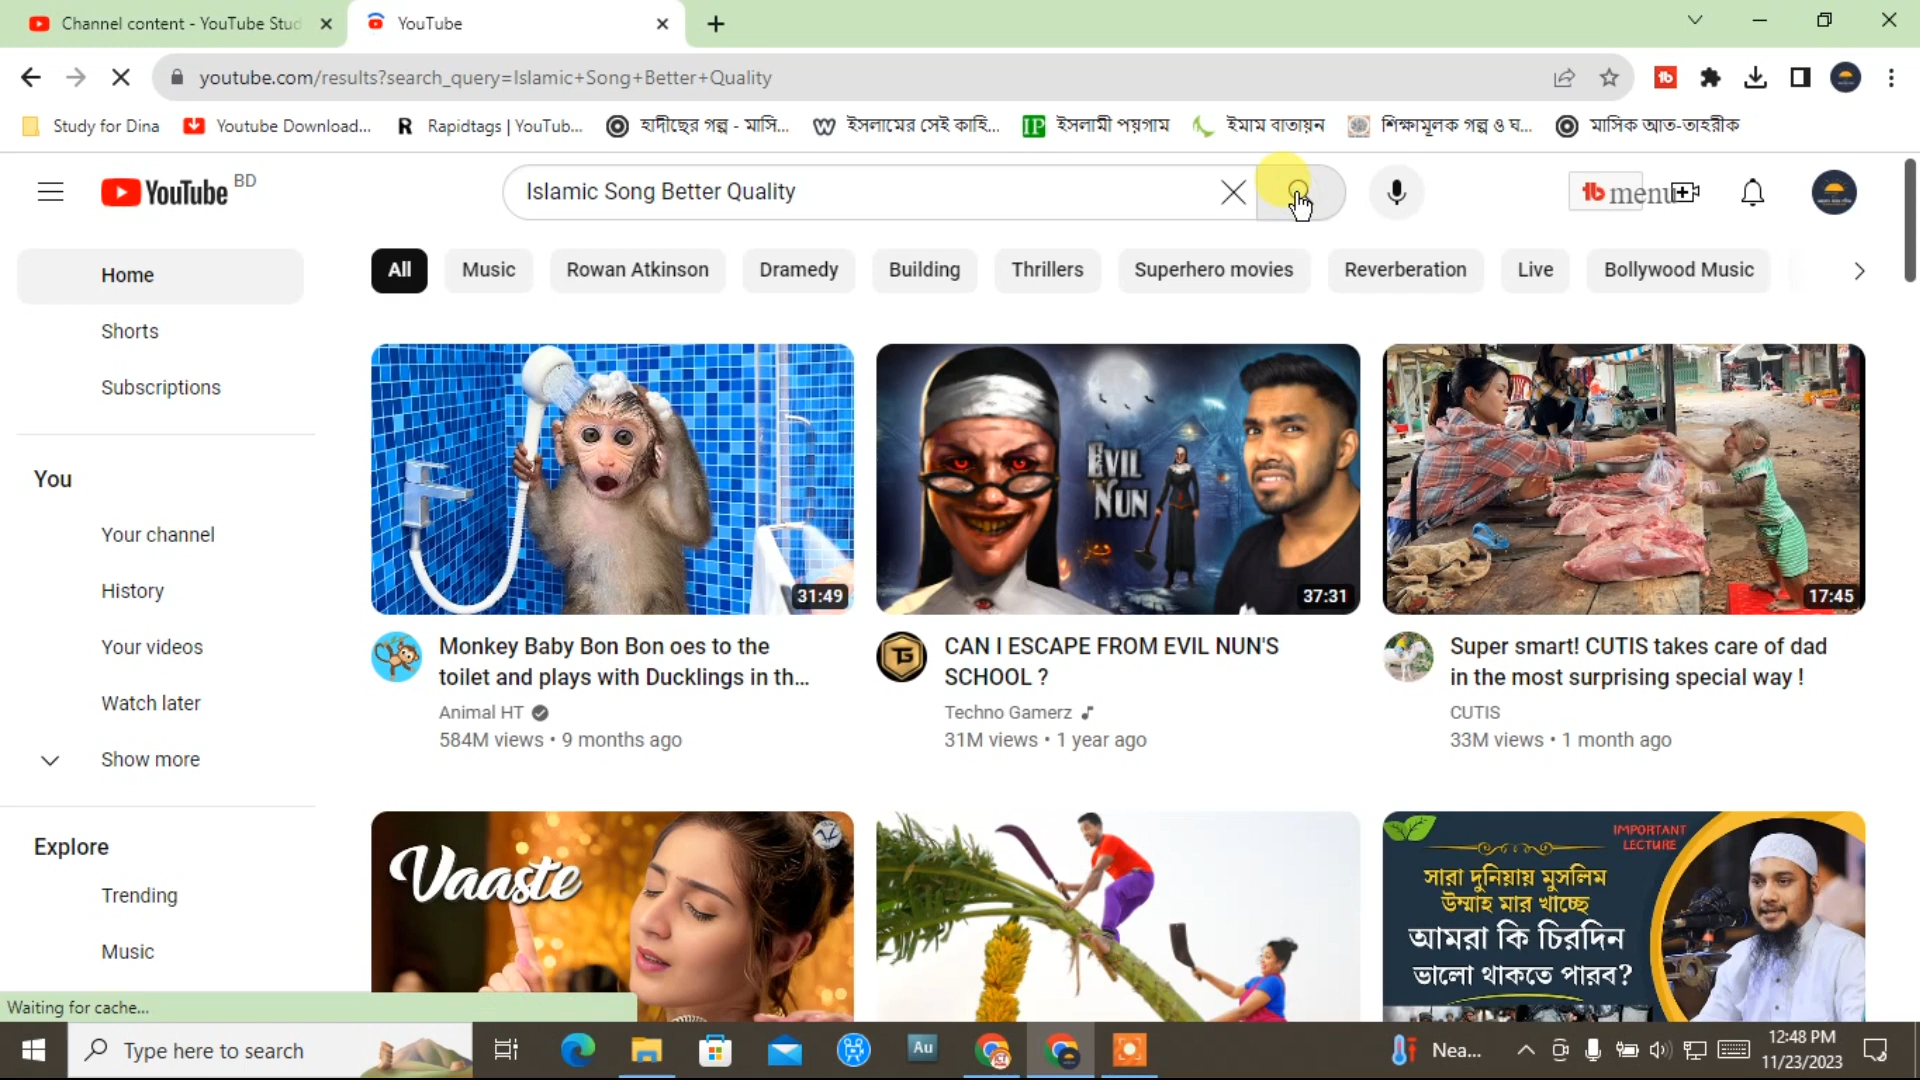 Channel content - YouTube Stud
YouTube
youtube.com/results?search_query=Islamic+Song+Better+Quality
Study for Dina
Youtube Download...
Rapidtags | YouTub...
হাদীছের গল্প - মাসি...
ইসলামের সেই কাহি...
ইসলামী পয়গাম
ইমাম বাতায়ন
শিক্ষামূলক গল্প ও ঘ...
মাসিক আত-তাহরীক
YouTube BD
Islamic Song Better Quality
menu
Home
Shorts
Subscriptions
You
Your channel
History
Your videos
Watch later
Show more
Explore
Trending
Music
All
Music
Rowan Atkinson
Dramedy
Building
Thrillers
Superhero movies
Reverberation
Live
Bollywood Music
31:49
Monkey Baby Bon Bon oes to the
toilet and plays with Ducklings in th...
Animal HT
584M views • 9 months ago
EVIL
NUN
37:31
CAN I ESCAPE FROM EVIL NUN'S
SCHOOL ?
Techno Gamerz
31M views • 1 year ago
17:45
Super smart! CUTIS takes care of dad
in the most surprising special way !
CUTIS
33M views • 1 month ago
Vaaste
IMPORTANT
LECTURE
সারা দুনিয়ায় মুসলিম
উম্মাহ মার খাচ্ছে
আমরা কি চিরদিন
ভালো থাকতে পারব?
Waiting for cache...
Type here to search
Au
Nea...
12:48 PM
11/23/2023